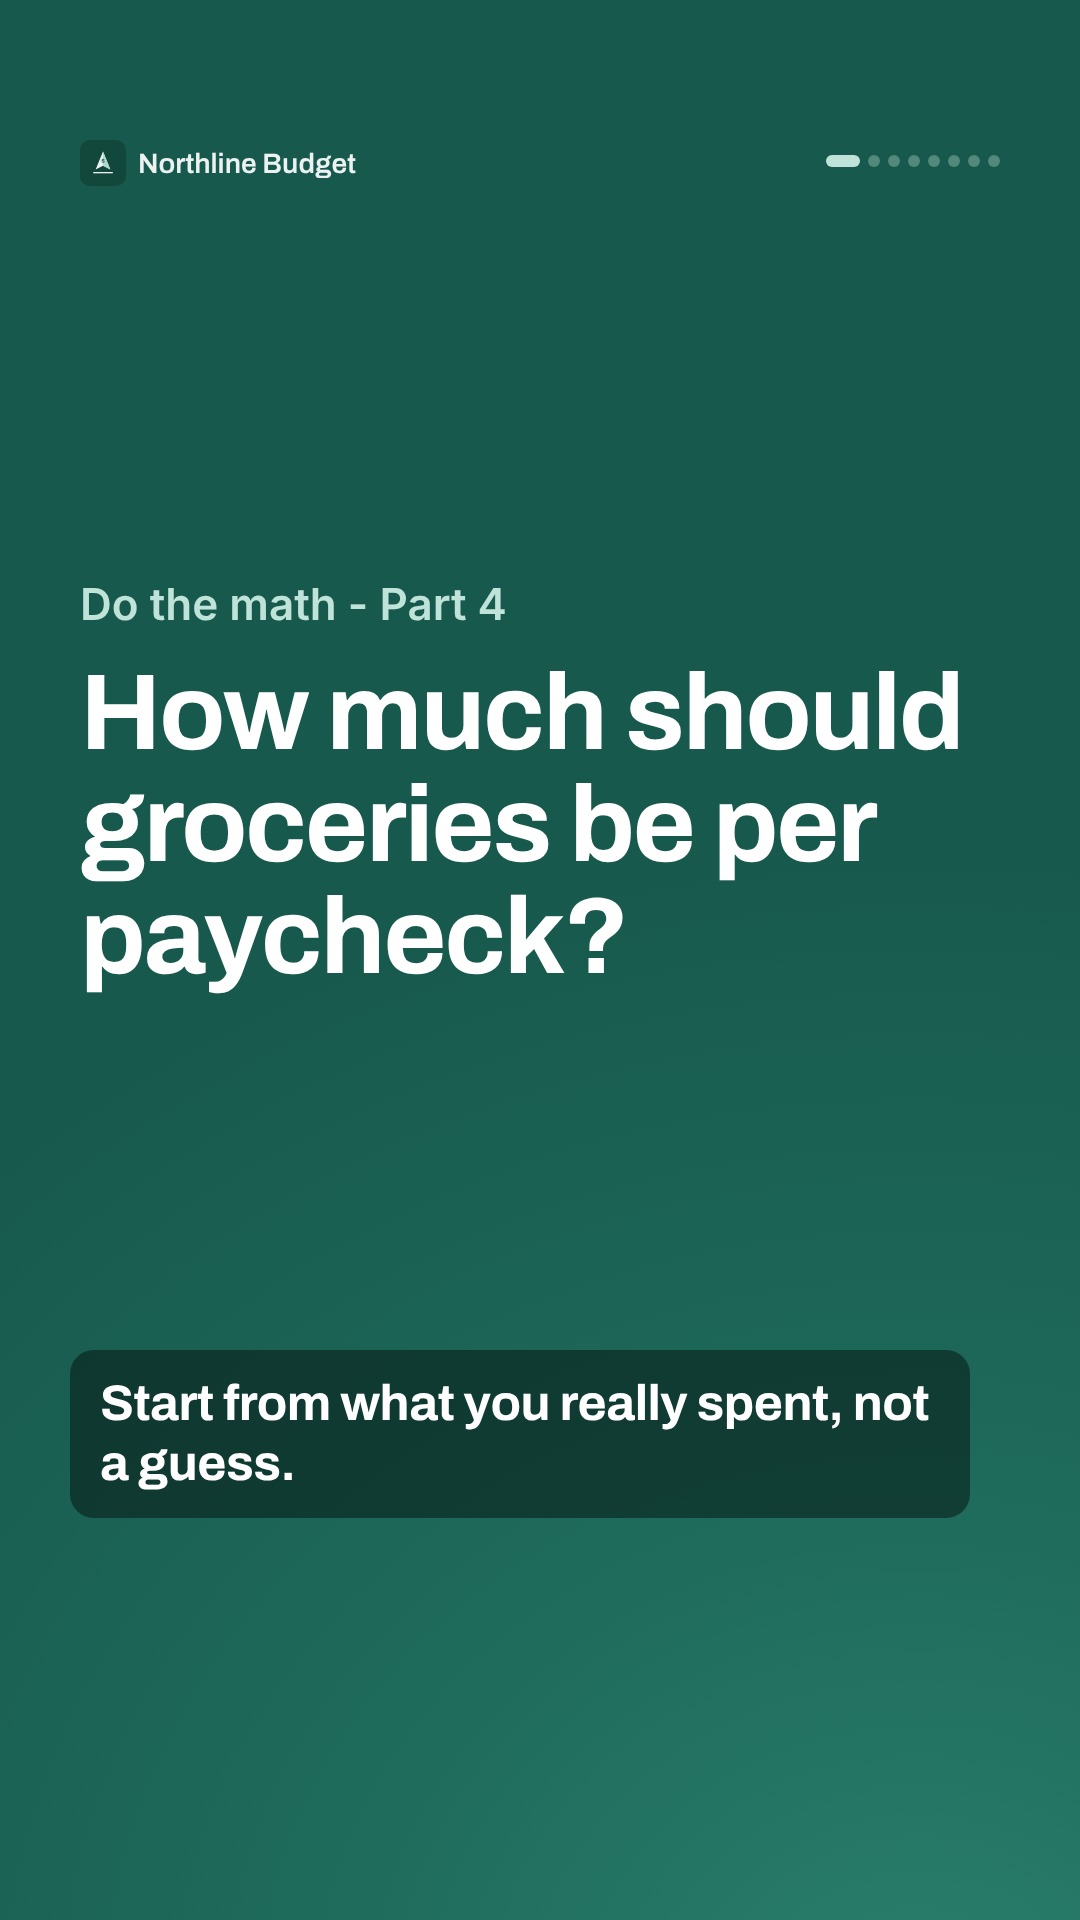 Northline Budget
Do the math - Part 4
How much should
groceries be per
paycheck?
Start from what you really spent, not
a guess.